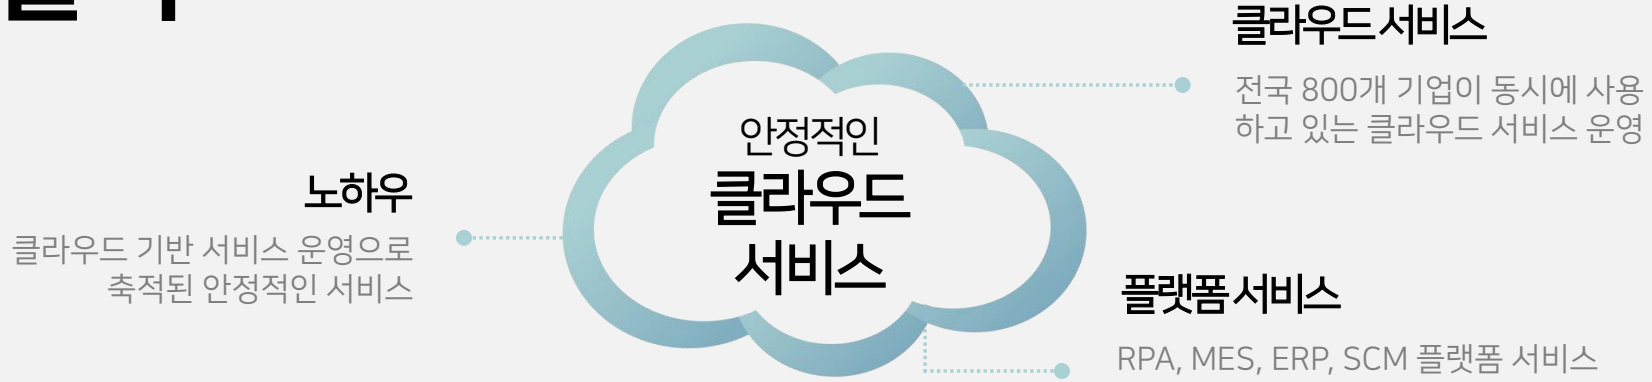 클라우드 서비스
전국 800개 기업이 동시에 사용
하고 있는 클라우드 서비스 운영
안정적인
클라우드
서비스
노하우
클라우드 기반 서비스 운영으로
축적된 안정적인 서비스
플랫폼 서비스
RPA, MES, ERP, SCM 플랫폼 서비스